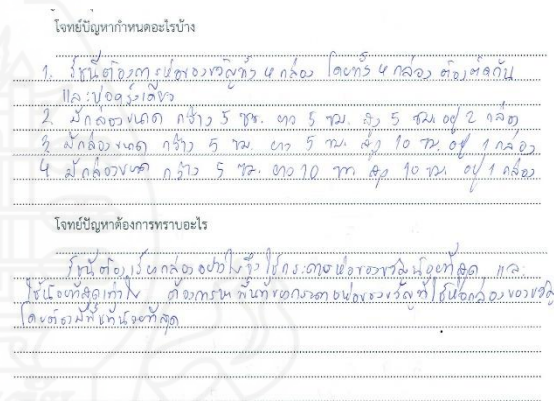 โจทย์ปัญหากำหนดอะไรบ้าง
1. รัชนีต้องการห่อของขวัญทั้ง 4 กล่อง โดยทั้ง 4 กล่อง ต้องติดกัน
และห่อครั้งเดียว
2. มีกล่องขนาด กว้าง 5 ซม. ยาว 5 ซม. สูง 5 ซม. อยู่ 2 กล่อง
3. มีกล่องขนาด กว้าง 5 ซม. ยาว 5 ซม. สูง 10 ซม. อยู่ 1 กล่อง
4. มีกล่องขนาด กว้าง 5 ซม. ยาว 10 ซม. สูง 10 ซม. อยู่ 1 กล่อง
โจทย์ปัญหาต้องการทราบอะไร
รัชนีต้องเรียงกล่องอย่างไรจึงใช้กระดาษห่อของขวัญน้อยที่สุด และ
ใช้น้อยที่สุดเท่าไร ต้องการหาพื้นที่ของกระดาษห่อของขวัญที่ใช้ห่อกล่องของขวัญ
โดยต้องมีพื้นที่น้อยที่สุด